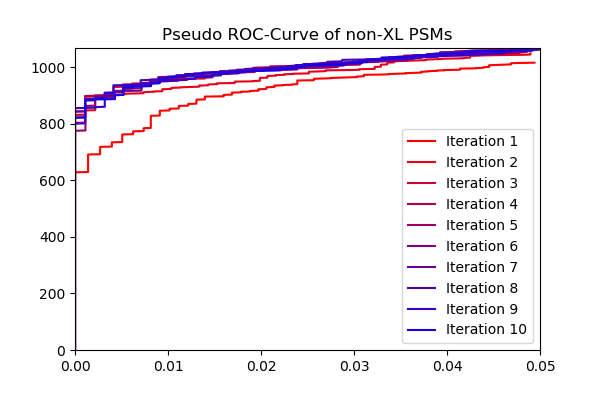 Pseudo ROC-Curve of non-XL PSMs
1000
800
600
400
200
0
0.00
0.01
0.02
0.03
0.04
0.05
Iteration 1
Iteration 2
Iteration 3
Iteration 4
Iteration 5
Iteration 6
Iteration 7
Iteration 8
Iteration 9
Iteration 10